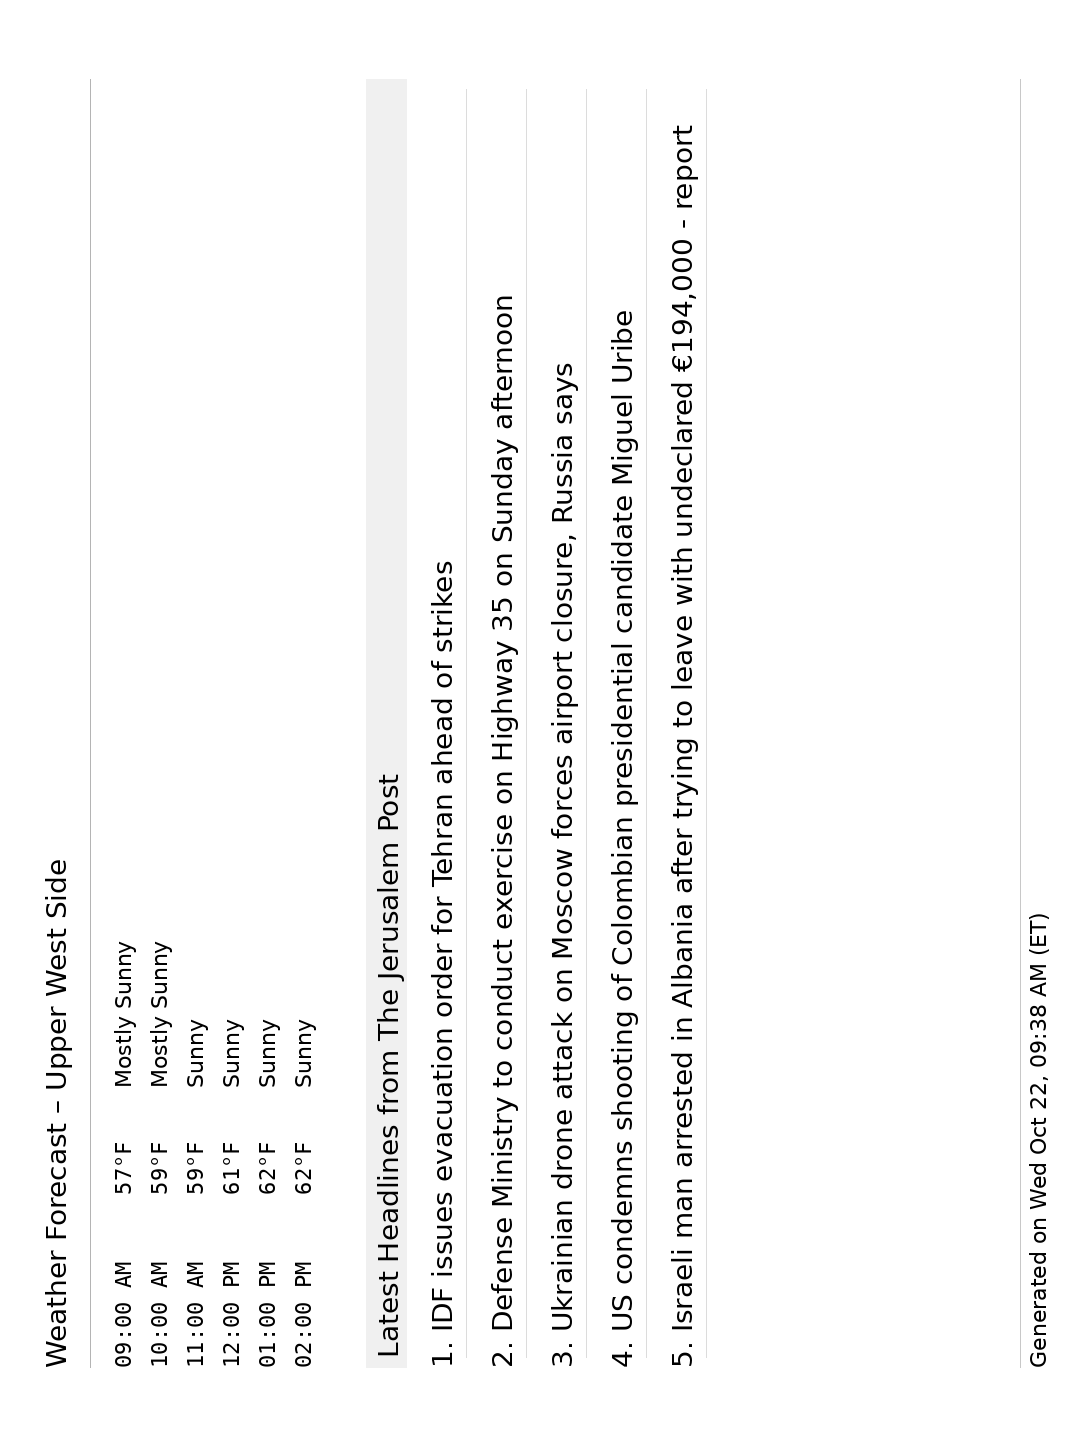 Weather Forecast – Upper West Side
09:00 AM 57°F Mostly Sunny
10:00 AM 59°F Mostly Sunny
11:00 AM 59°F Sunny
12:00 PM 61°F Sunny
01:00 PM 62°F Sunny
02:00 PM 62°F Sunny
Latest Headlines from The Jerusalem Post
1. IDF issues evacuation order for Tehran ahead of strikes
2. Defense Ministry to conduct exercise on Highway 35 on Sunday afternoon
3. Ukrainian drone attack on Moscow forces airport closure, Russia says
4. US condemns shooting of Colombian presidential candidate Miguel Uribe
5. Israeli man arrested in Albania after trying to leave with undeclared €194,000 - report
Generated on Wed Oct 22, 09:38 AM (ET)